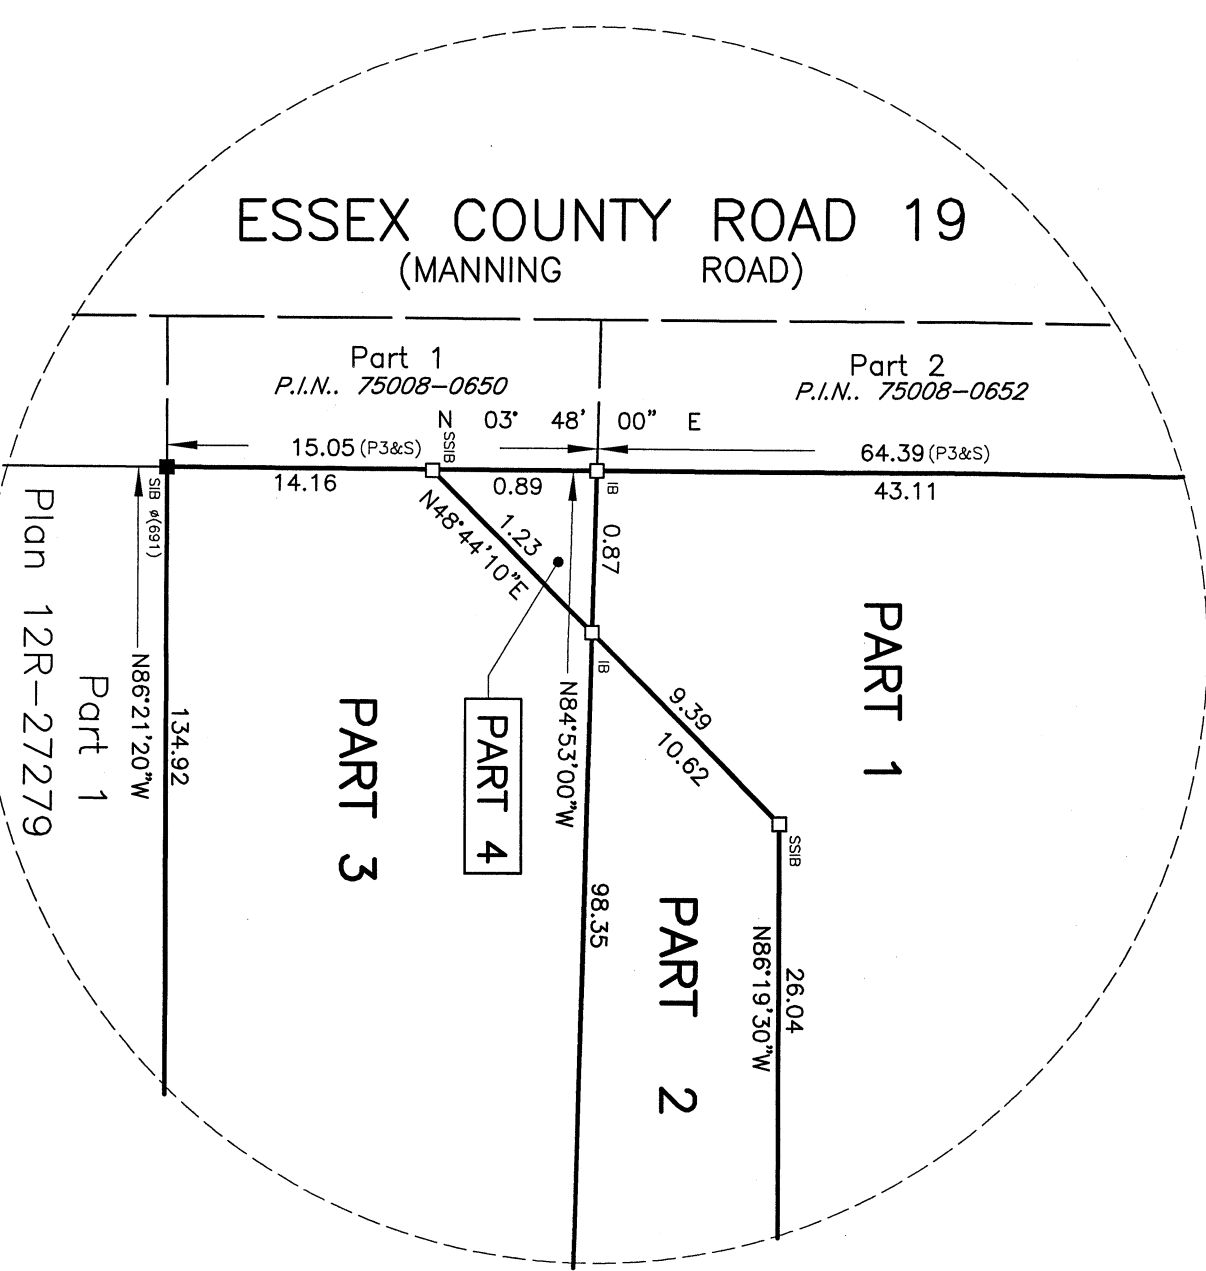 ESSEX COUNTY ROAD 19
(MANNING ROAD)
Part 1
P.I.N.. 75008-0650
Part 2
P.I.N.. 75008-0652
N 03° 48' 00" E
15.05 (P3&S)
SSIB
64.39 (P3&S)
14.16
0.89
IB
43.11
SIB ø(691)
N48°44'10"E
1.23
0.87
IB
Plan 12R-27279
Part 1
N86°21'20"W
134.92
PART 3
PART 4
N84°53'00"W
98.35
9.39
10.62
PART 1
SSIB
PART 2
N86°19'30"W
26.04